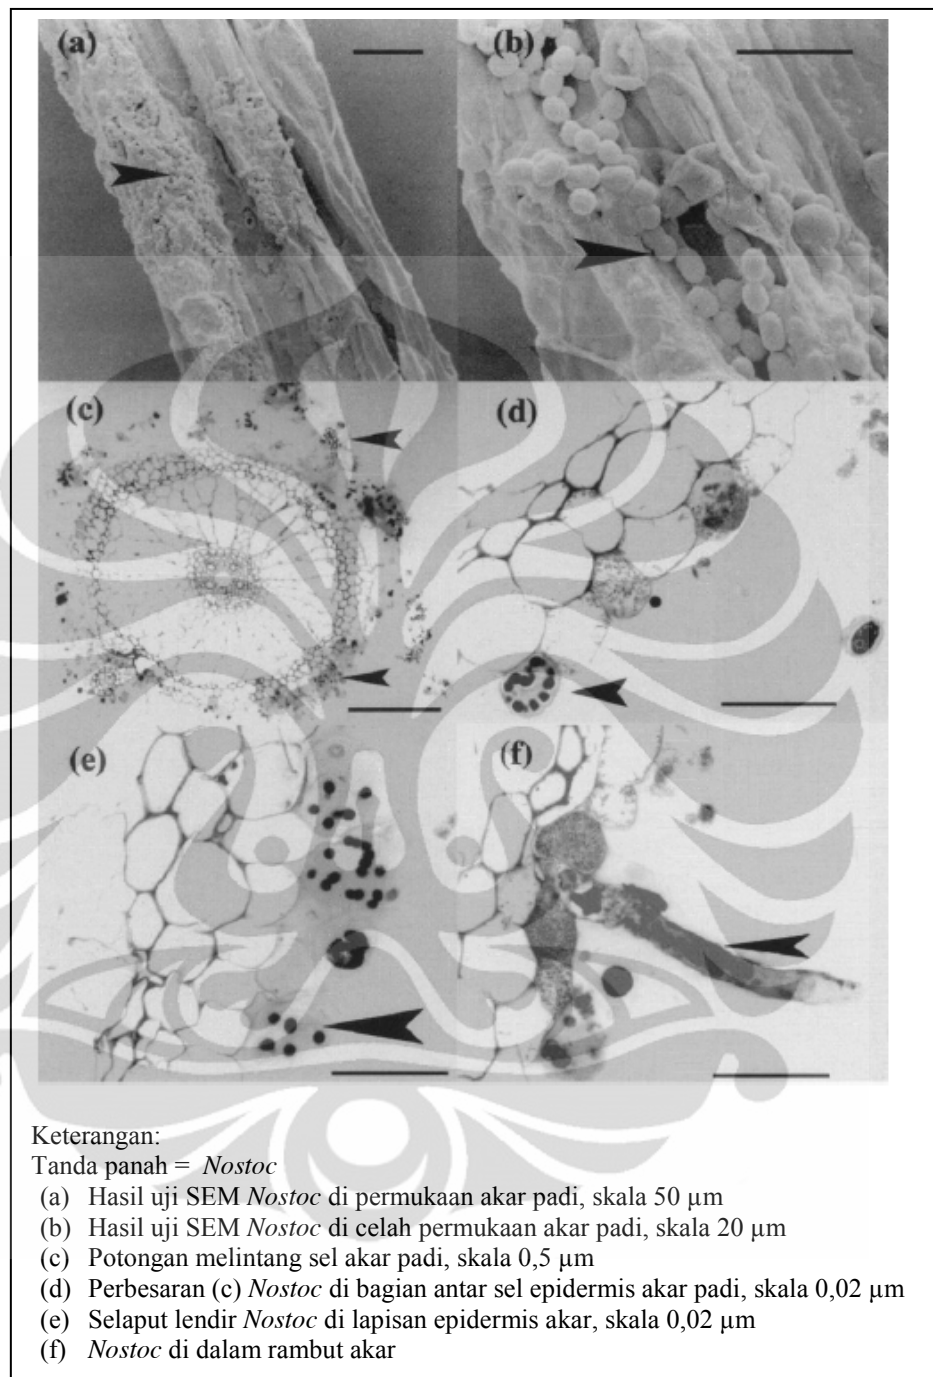 (a)
(b)
(c)
(d)
(e)
(f)
Keterangan:
Tanda panah = Nostoc
(a) Hasil uji SEM Nostoc di permukaan akar padi, skala 50 µm
(b) Hasil uji SEM Nostoc di celah permukaan akar padi, skala 20 µm
(c) Potongan melintang sel akar padi, skala 0,5 µm
(d) Perbesaran (c) Nostoc di bagian antar sel epidermis akar padi, skala 0,02 µm
(e) Selaput lendir Nostoc di lapisan epidermis akar, skala 0,02 µm
(f) Nostoc di dalam rambut akar